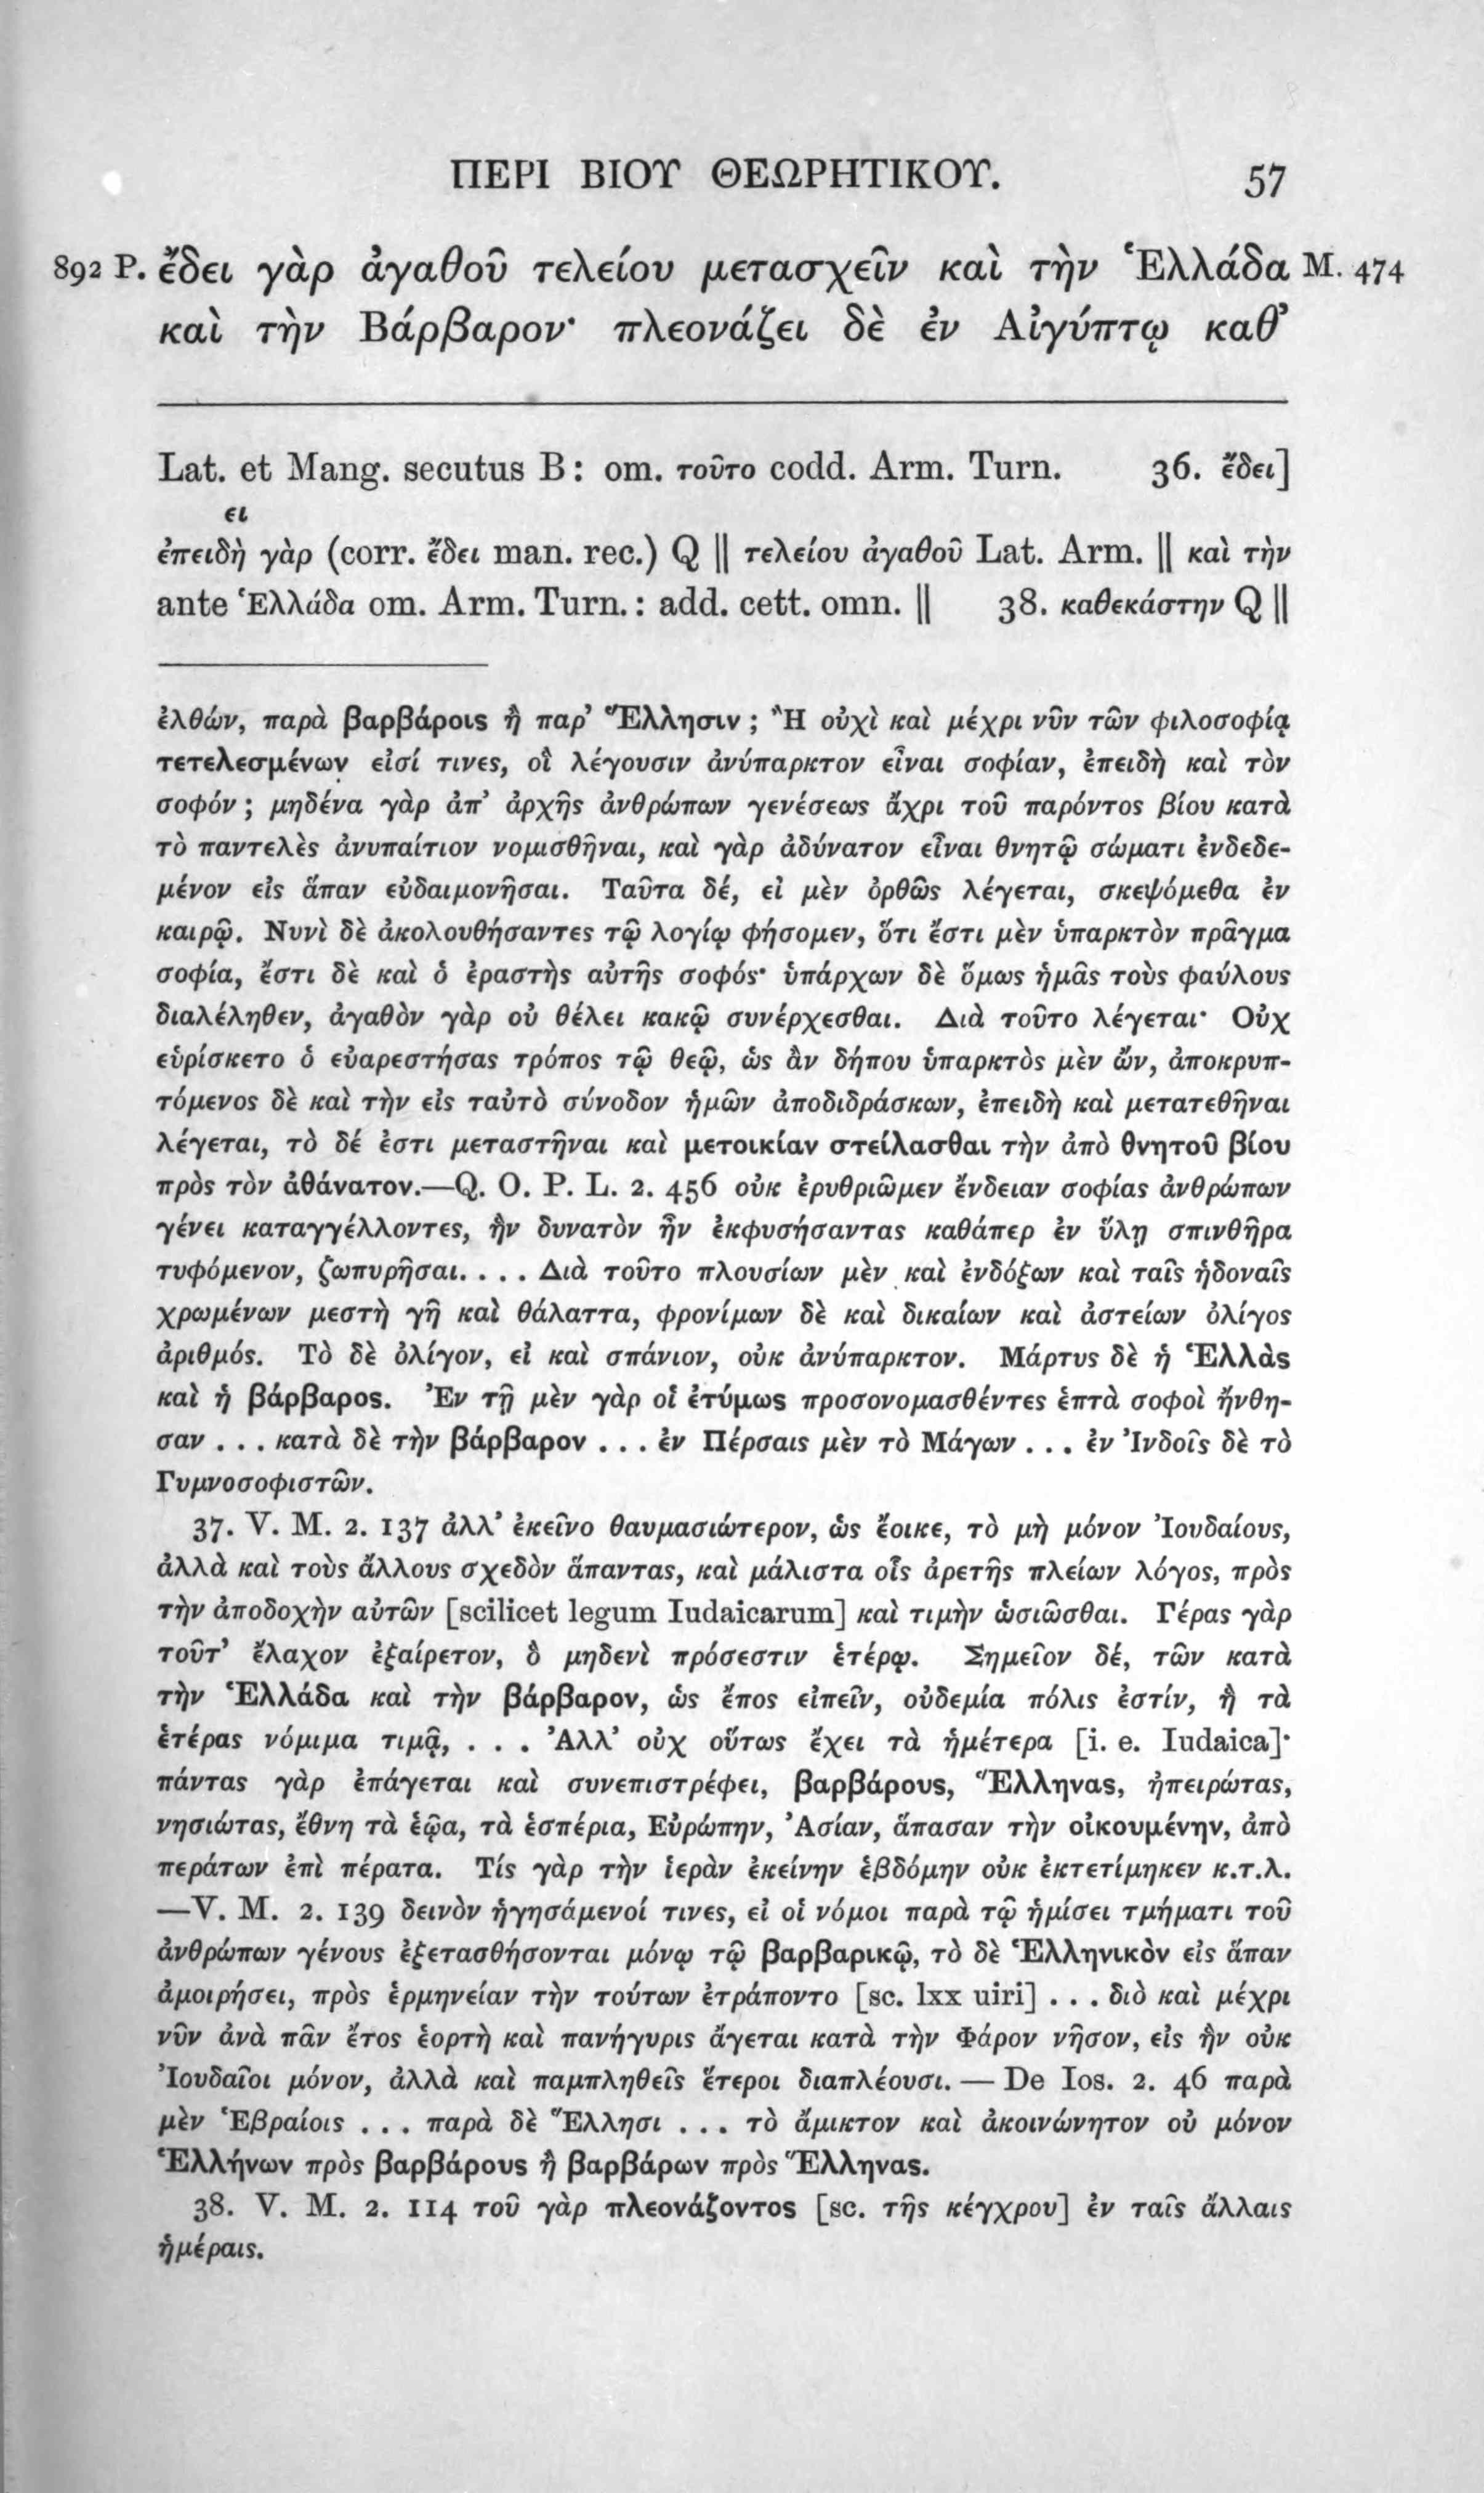 ΠΕΡΙ ΒΙΟΥ ΘΕΩΡΗΤΙΚΟΥ. 57
892 P. ἔδει γὰρ ἀγαθοῦ τελείου μετασχεῖν καὶ τὴν Ἑλλάδα M. 474
καὶ τὴν Βάρβαρον· πλεονάζει δὲ ἐν Αἰγύπτῳ καθ’
Lat. et Mang. secutus B: om. τοῦτο codd. Arm. Turn. 36. ἔδει]
ει
ἐπειδὴ γὰρ (corr. ἔδει man. rec.) Q || τελείου ἀγαθοῦ Lat. Arm. || καὶ τὴν
ante Ἑλλάδα om. Arm. Turn.: add. cett. omn. || 38. καθεκάστην Q ||
ἐλθών, παρὰ βαρβάροις ἢ παρ’ Ἕλλησιν; Ἢ οὐχὶ καὶ μέχρι νῦν τῶν φιλοσοφίᾳ
τετελεσμένων εἰσί τινες, οἳ λέγουσιν ἀνύπαρκτον εἶναι σοφίαν, ἐπειδὴ καὶ τὸν
σοφόν; μηδένα γὰρ ἀπ’ ἀρχῆς ἀνθρώπων γενέσεως ἄχρι τοῦ παρόντος βίου κατὰ
τὸ παντελὲς ἀνυπαίτιον νομισθῆναι, καὶ γὰρ ἀδύνατον εἶναι θνητῷ σώματι ἐνδεδε-
μένον εἰς ἅπαν εὐδαιμονῆσαι. Ταῦτα δέ, εἰ μὲν ὀρθῶς λέγεται, σκεψόμεθα ἐν
καιρῷ. Νυνὶ δὲ ἀκολουθήσαντες τῷ λογίῳ φήσομεν, ὅτι ἔστι μὲν ὑπαρκτὸν πρᾶγμα
σοφία, ἔστι δὲ καὶ ὁ ἐραστὴς αὐτῆς σοφός· ὑπάρχων δὲ ὅμως ἡμᾶς τοὺς φαύλους
διαλέληθεν, ἀγαθὸν γὰρ οὐ θέλει κακῷ συνέρχεσθαι. Διὰ τοῦτο λέγεται· Οὐχ
εὑρίσκετο ὁ εὐαρεστήσας τρόπος τῷ θεῷ, ὡς ἂν δήπου ὑπαρκτὸς μὲν ὤν, ἀποκρυπ-
τόμενος δὲ καὶ τὴν εἰς ταὐτὸ σύνοδον ἡμῶν ἀποδιδράσκων, ἐπειδὴ καὶ μετατεθῆναι
λέγεται, τὸ δέ ἐστι μεταστῆναι καὶ μετοικίαν στείλασθαι τὴν ἀπὸ θνητοῦ βίου
πρὸς τὸν ἀθάνατον.—Q. O. P. L. 2. 456 οὐκ ἐρυθριῶμεν ἔνδειαν σοφίας ἀνθρώπων
γένει καταγγέλλοντες, ἣν δυνατὸν ἦν ἐκφυσήσαντας καθάπερ ἐν ὕλῃ σπινθῆρα
τυφόμενον, ζωπυρῆσαι. . . . Διὰ τοῦτο πλουσίων μὲν καὶ ἐνδόξων καὶ ταῖς ἡδοναῖς
χρωμένων μεστὴ γῆ καὶ θάλαττα, φρονίμων δὲ καὶ δικαίων καὶ ἀστείων ὀλίγος
ἀριθμός. Τὸ δὲ ὀλίγον, εἰ καὶ σπάνιον, οὐκ ἀνύπαρκτον. Μάρτυς δὲ ἡ Ἑλλὰς
καὶ ἡ βάρβαρος. Ἐν τῇ μὲν γὰρ οἱ ἐτύμως προσονομασθέντες ἑπτὰ σοφοὶ ἤνθη-
σαν . . . κατὰ δὲ τὴν βάρβαρον . . . ἐν Πέρσαις μὲν τὸ Μάγων . . . ἐν Ἰνδοῖς δὲ τὸ
Γυμνοσοφιστῶν.
37. V. M. 2. 137 ἀλλ’ ἐκεῖνο θαυμασιώτερον, ὡς ἔοικε, τὸ μὴ μόνον Ἰουδαίους,
ἀλλὰ καὶ τοὺς ἄλλους σχεδὸν ἅπαντας, καὶ μάλιστα οἷς ἀρετῆς πλείων λόγος, πρὸς
τὴν ἀποδοχὴν αὐτῶν [scilicet legum Iudaicarum] καὶ τιμὴν ὡσιῶσθαι. Γέρας γὰρ
τοῦτ’ ἔλαχον ἐξαίρετον, ὃ μηδενὶ πρόσεστιν ἑτέρῳ. Σημεῖον δέ, τῶν κατὰ
τὴν Ἑλλάδα καὶ τὴν βάρβαρον, ὡς ἔπος εἰπεῖν, οὐδεμία πόλις ἐστίν, ἣ τὰ
ἑτέρας νόμιμα τιμᾷ, . . . Ἀλλ’ οὐχ οὕτως ἔχει τὰ ἡμέτερα [i. e. Iudaica]·
πάντας γὰρ ἐπάγεται καὶ συνεπιστρέφει, βαρβάρους, Ἕλληνας, ἠπειρώτας,
νησιώτας, ἔθνη τὰ ἑῷα, τὰ ἑσπέρια, Εὐρώπην, Ἀσίαν, ἅπασαν τὴν οἰκουμένην, ἀπὸ
περάτων ἐπὶ πέρατα. Τίς γὰρ τὴν ἱερὰν ἐκείνην ἑβδόμην οὐκ ἐκτετίμηκεν κ.τ.λ.
—V. M. 2. 139 δεινὸν ἡγησάμενοί τινες, εἰ οἱ νόμοι παρὰ τῷ ἡμίσει τμήματι τοῦ
ἀνθρώπων γένους ἐξετασθήσονται μόνῳ τῷ βαρβαρικῷ, τὸ δὲ Ἑλληνικὸν εἰς ἅπαν
ἀμοιρήσει, πρὸς ἑρμηνείαν τὴν τούτων ἐτράποντο [sc. lxx uiri] . . . διὸ καὶ μέχρι
νῦν ἀνὰ πᾶν ἔτος ἑορτὴ καὶ πανήγυρις ἄγεται κατὰ τὴν Φάρον νῆσον, εἰς ἣν οὐκ
Ἰουδαῖοι μόνον, ἀλλὰ καὶ παμπληθεῖς ἕτεροι διαπλέουσι. — De Ios. 2. 46 παρὰ
μὲν Ἑβραίοις . . . παρὰ δὲ Ἕλλησι . . . τὸ ἄμικτον καὶ ἀκοινώνητον οὐ μόνον
Ἑλλήνων πρὸς βαρβάρους ἢ βαρβάρων πρὸς Ἕλληνας.
38. V. M. 2. 114 τοῦ γὰρ πλεονάζοντος [sc. τῆς κέγχρου] ἐν ταῖς ἄλλαις
ἡμέραις.